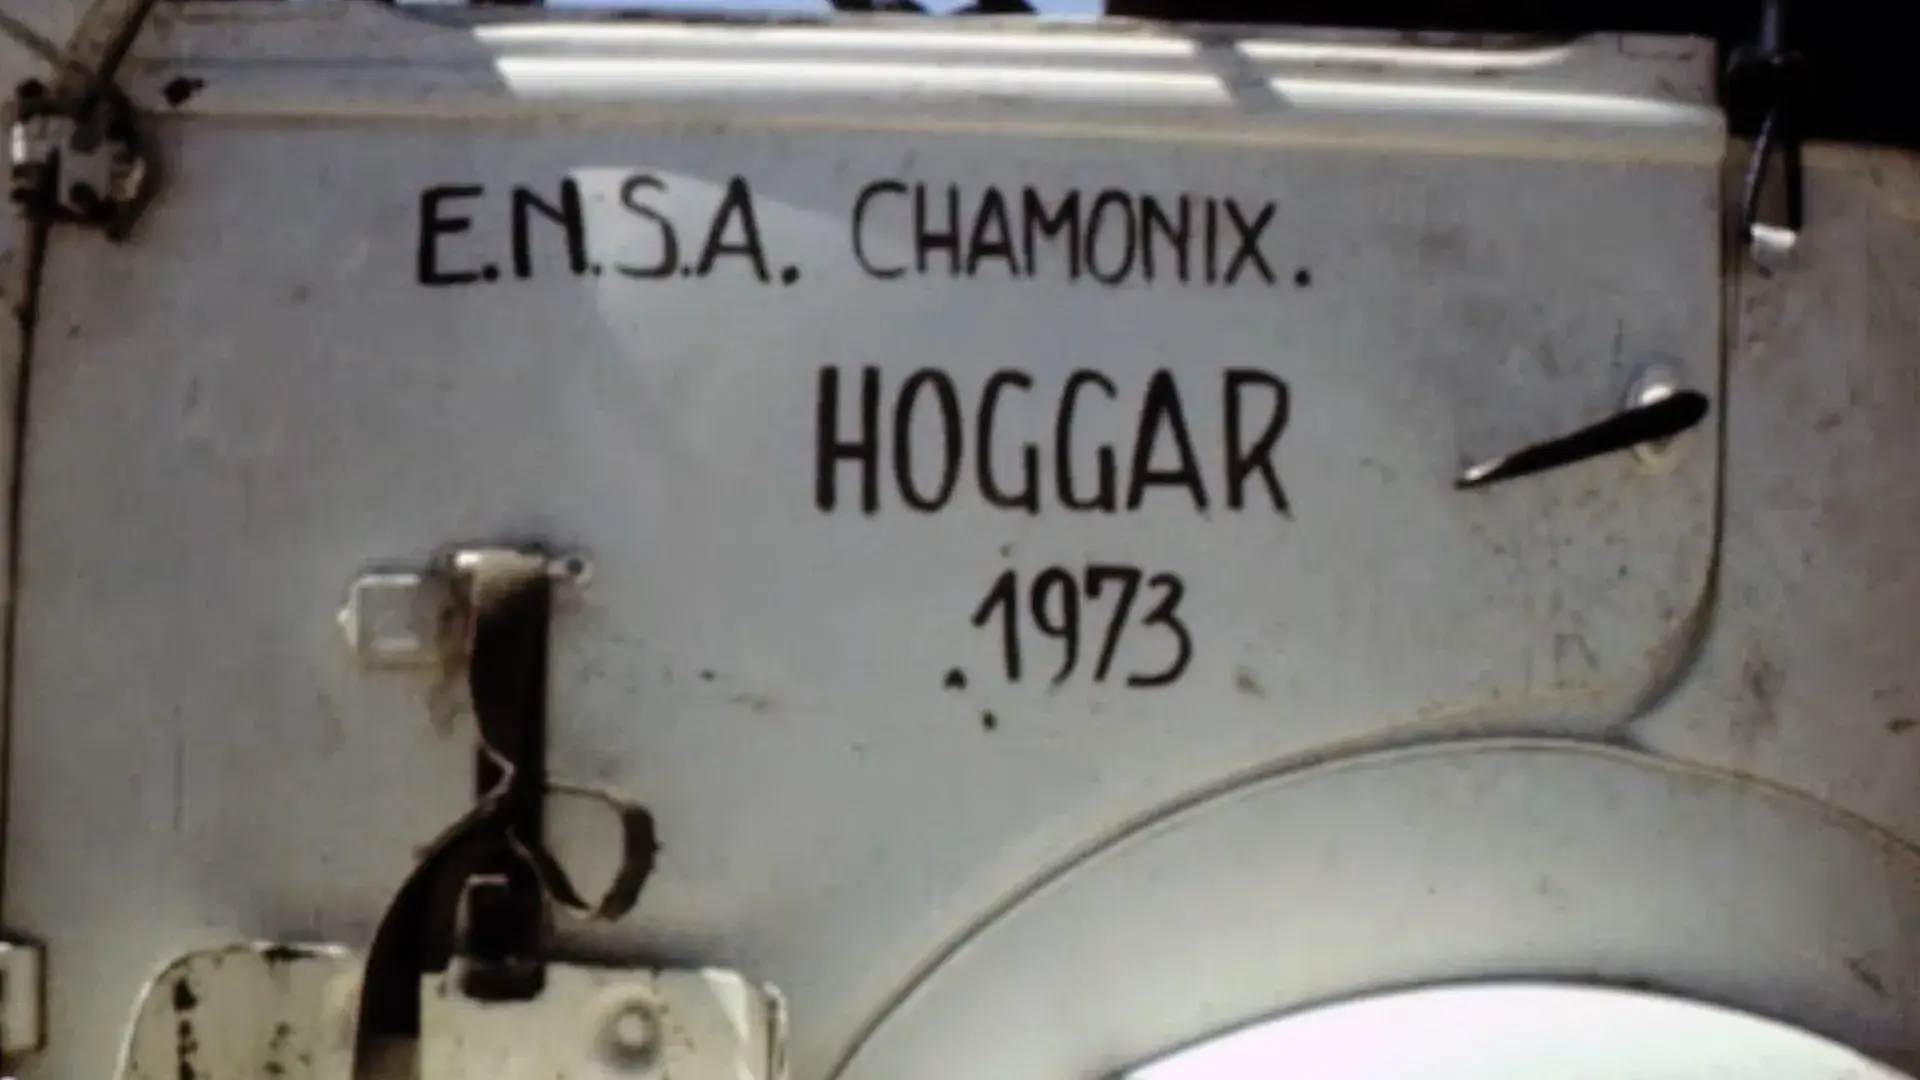 E.N.S.A. CHAMONIX.
HOGGAR
1973